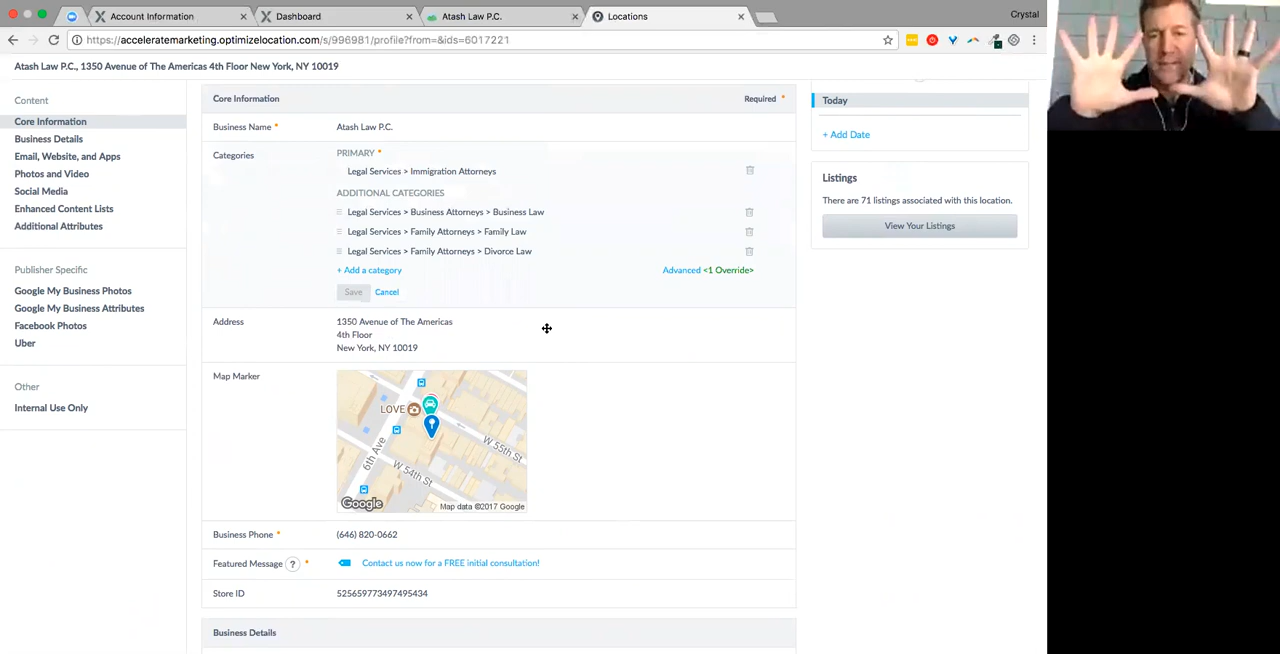 Account Information
Dashboard
Atash Law P.C.
Locations
Crystal
https://acceleratemarketing.optimizelocation.com/s/996981/profile?from=&ids=6017221
Atash Law P.C., 1350 Avenue of The Americas 4th Floor New York, NY 10019
Content
Core Information
Business Details
Email, Website, and Apps
Photos and Video
Social Media
Enhanced Content Lists
Additional Attributes
Publisher Specific
Google My Business Photos
Google My Business Attributes
Facebook Photos
Uber
Other
Internal Use Only
Core Information
Required *
Business Name *
Atash Law P.C.
Categories
PRIMARY *
Legal Services > Immigration Attorneys
ADDITIONAL CATEGORIES
Legal Services > Business Attorneys > Business Law
Legal Services > Family Attorneys > Family Law
Legal Services > Family Attorneys > Divorce Law
+ Add a category
Advanced <1 Override>
Save
Cancel
Address
1350 Avenue of The Americas
4th Floor
New York, NY 10019
Map Marker
LOVE
6th Ave
W 55th St
W 54th St
Google
Map data ©2017 Google
Business Phone *
(646) 820-0662
Featured Message ? *
Contact us now for a FREE initial consultation!
Store ID
525659773497495434
Business Details
Today
+ Add Date
Listings
There are 71 listings associated with this location.
View Your Listings